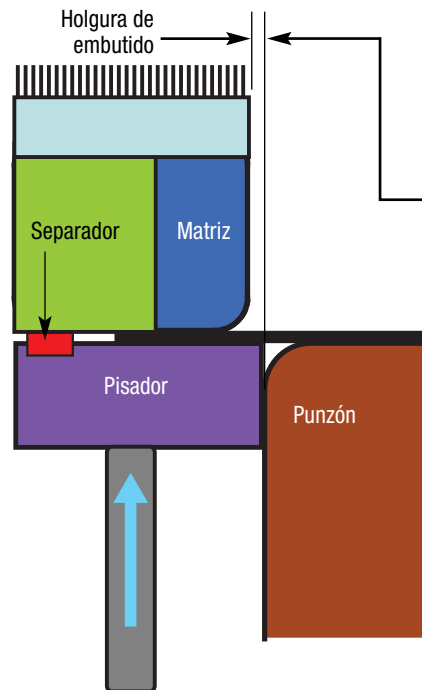 Holgura de
embutido
Separador
Matriz
Pisador
Punzón